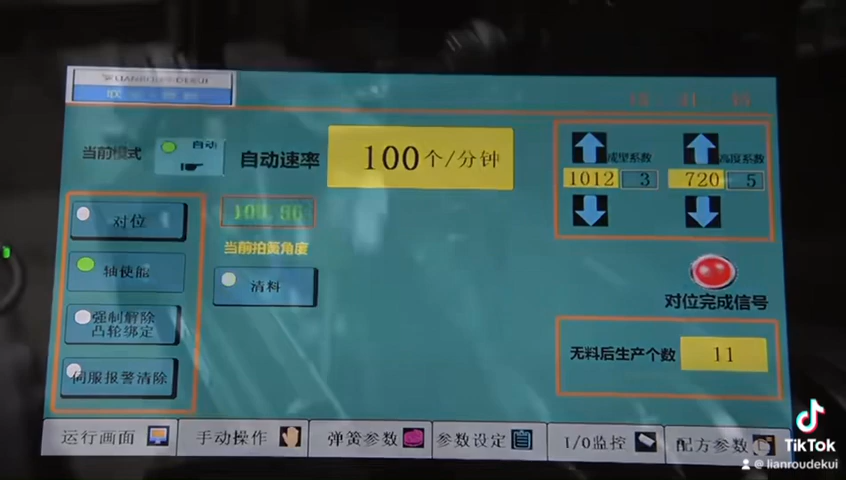 LIANROU DEKUI
当前模式
自动
自动速率
100个/分钟
成型系数
高度系数
1012
3
720
5
对位
当前拍簧角度
轴使能
清料
强制解除
凸轮绑定
伺服报警清除
对位完成信号
无料后生产个数
11
运行画面
手动操作
弹簧参数
参数设定
I/O监控
配方参数
TikTok
@lianroudekui